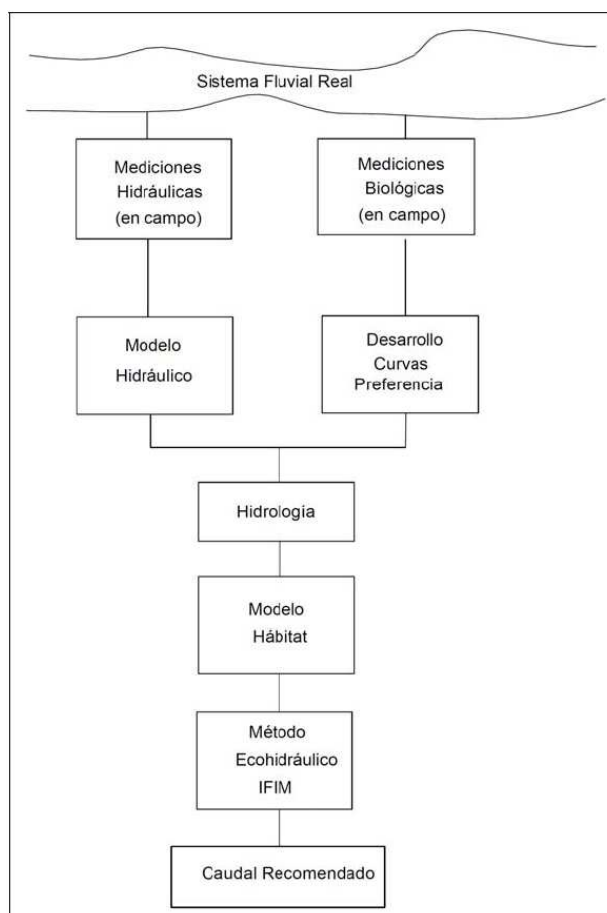 Sistema Fluvial Real
Mediciones
Hidráulicas
(en campo)
Mediciones
Biológicas
(en campo)
Modelo
Hidráulico
Desarrollo
Curvas
Preferencia
Hidrología
Modelo
Hábitat
Método
Ecohidráulico
IFIM
Caudal Recomendado